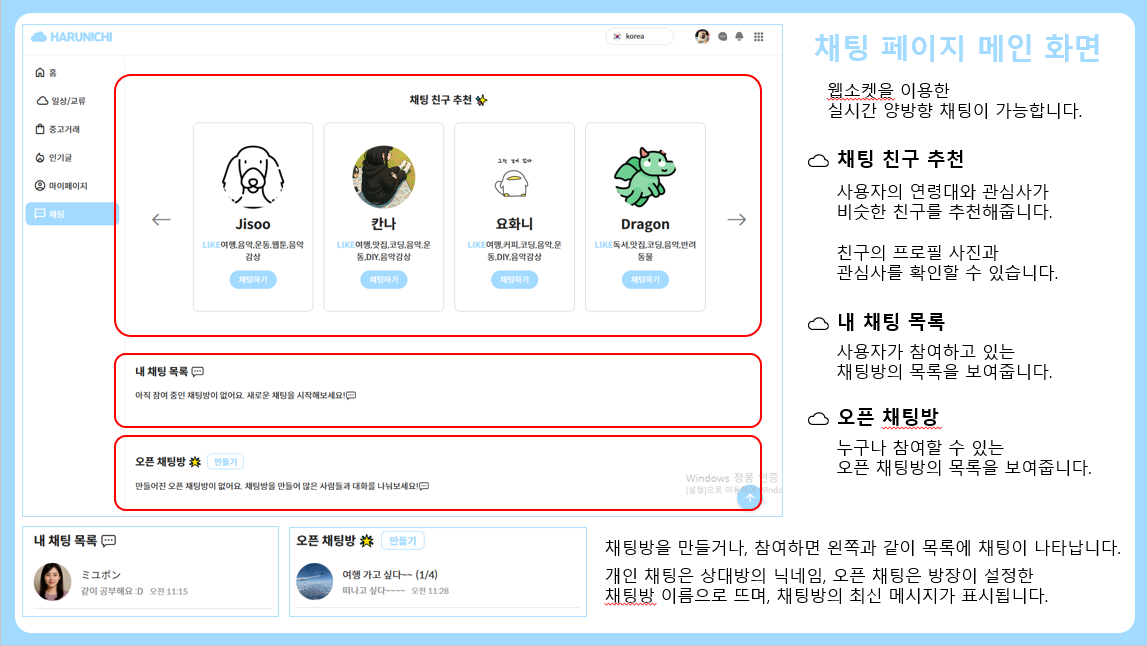 HARUNICHI
korea
홈
일상/교류
중고거래
인기글
마이페이지
채팅
채팅 친구 추천
그런 날이 있다
Jisoo
LIKE여행,음악,운동,웹툰,음악
감상
채팅하기
칸나
LIKE여행,맛집,코딩,음악,운
동,DIY,음악감상
채팅하기
요화니
LIKE여행,커피,코딩,음악,운
동,DIY,음악감상
채팅하기
Dragon
LIKE독서,맛집,코딩,음악,반려
동물
채팅하기
내 채팅 목록
아직 참여 중인 채팅방이 없어요. 새로운 채팅을 시작해보세요!
오픈 채팅방
만들기
만들어진 오픈 채팅방이 없어요. 채팅방을 만들어 많은 사람들과 대화를 나눠보세요!
Windows 정품 인증
[설정]으로 이동 Windo
채팅 페이지 메인 화면
웹소켓을 이용한
실시간 양방향 채팅이 가능합니다.
채팅 친구 추천
사용자의 연령대와 관심사가
비슷한 친구를 추천해줍니다.
친구의 프로필 사진과
관심사를 확인할 수 있습니다.
내 채팅 목록
사용자가 참여하고 있는
채팅방의 목록을 보여줍니다.
오픈 채팅방
누구나 참여할 수 있는
오픈 채팅방의 목록을 보여줍니다.
내 채팅 목록
ミユポン
같이 공부해요 :D 오전 11:15
오픈 채팅방
만들기
여행 가고 싶다~~ (1/4)
떠나고 싶다~~~~ 오전 11:28
채팅방을 만들거나, 참여하면 왼쪽과 같이 목록에 채팅이 나타납니다.
개인 채팅은 상대방의 닉네임, 오픈 채팅은 방장이 설정한
채팅방 이름으로 뜨며, 채팅방의 최신 메시지가 표시됩니다.